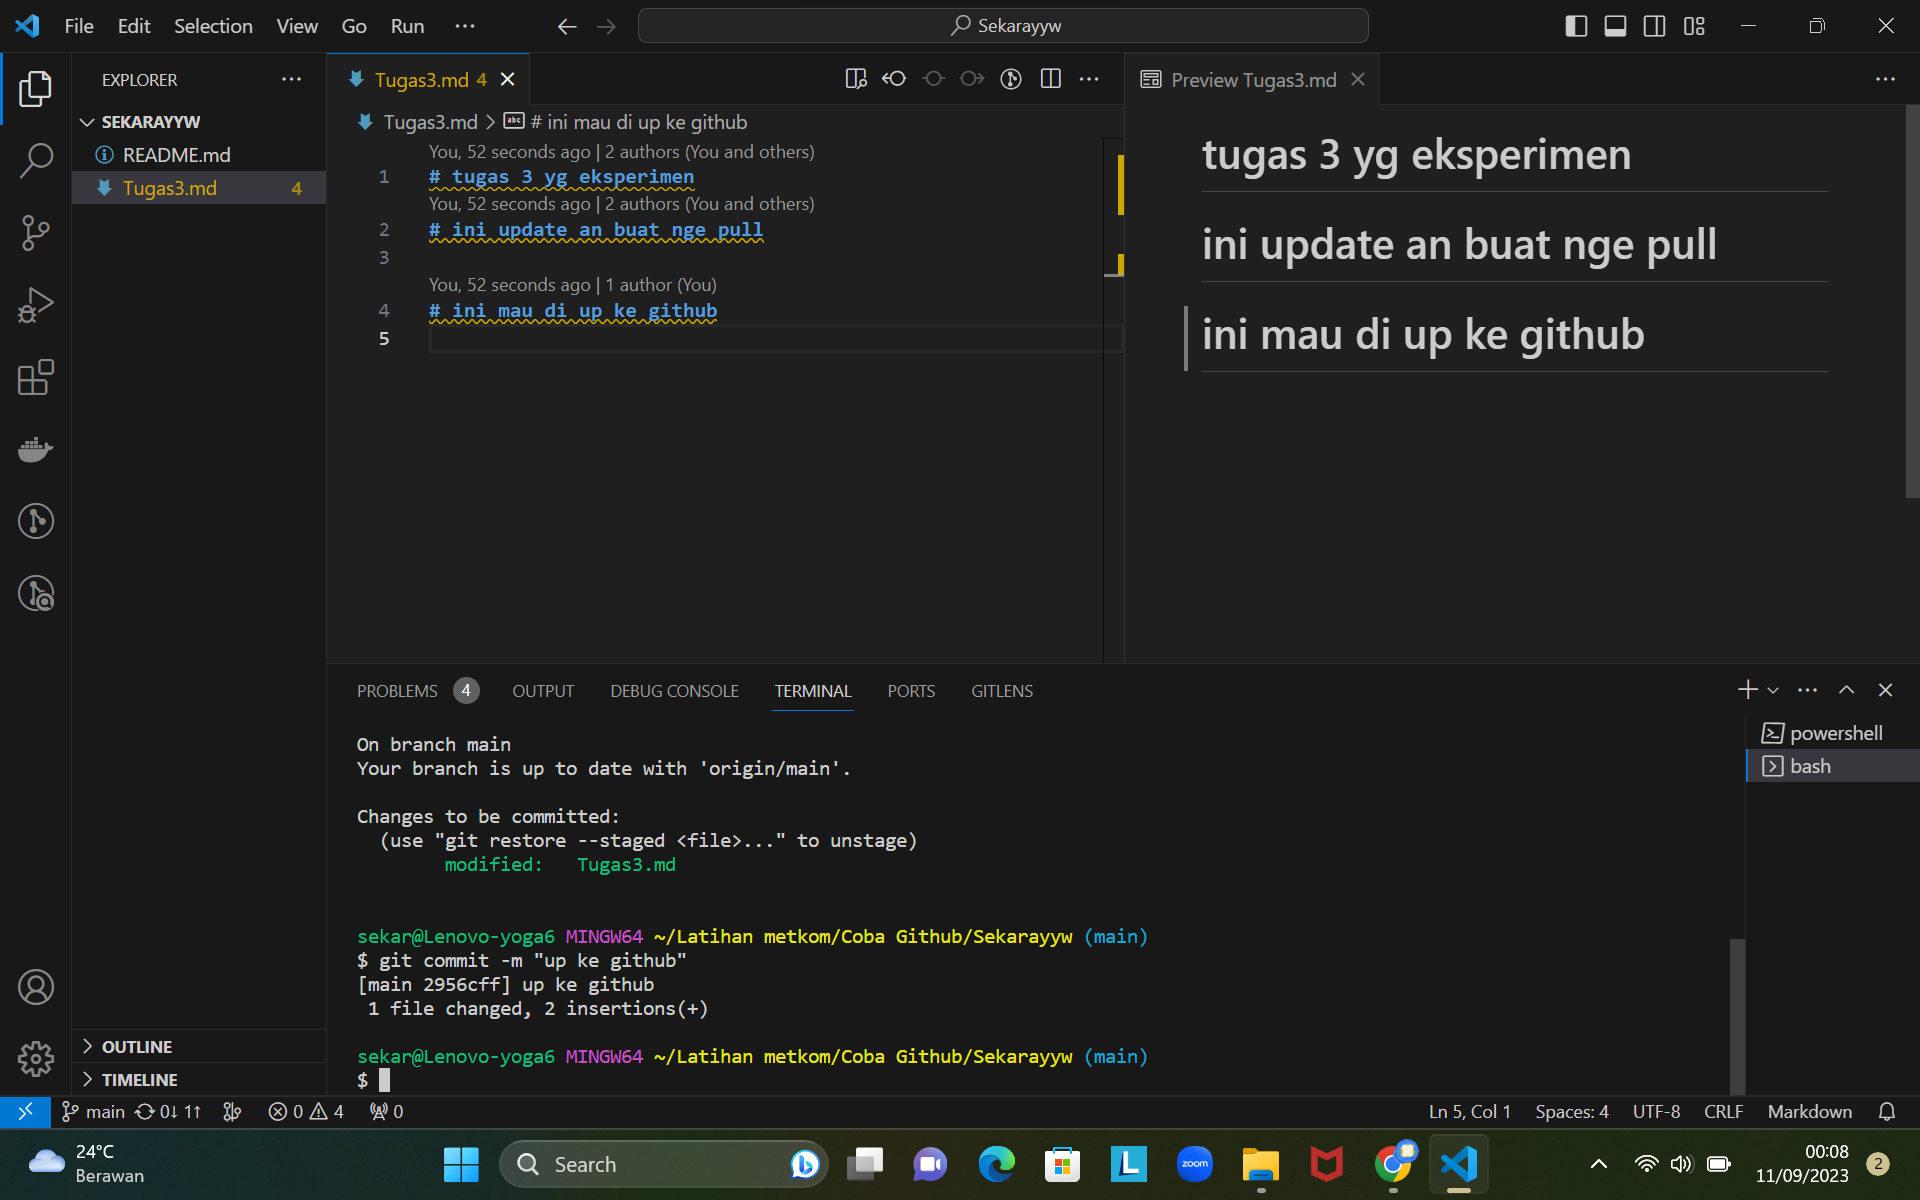 File Edit Selection View Go Run ··· Sekarayyw
EXPLORER ···
SEKARAYYW
README.md
Tugas3.md 4
OUTLINE
TIMELINE
Tugas3.md 4
Tugas3.md > # ini mau di up ke github
You, 52 seconds ago | 2 authors (You and others)
1 # tugas 3 yg eksperimen
You, 52 seconds ago | 2 authors (You and others)
2 # ini update an buat nge pull
3
You, 52 seconds ago | 1 author (You)
4 # ini mau di up ke github
5
Preview Tugas3.md
tugas 3 yg eksperimen
ini update an buat nge pull
ini mau di up ke github
PROBLEMS 4 OUTPUT DEBUG CONSOLE TERMINAL PORTS GITLENS
On branch main
Your branch is up to date with 'origin/main'.
Changes to be committed:
(use "git restore --staged <file>..." to unstage)
modified: Tugas3.md
sekar@Lenovo-yoga6 MINGW64 ~/Latihan metkom/Coba Github/Sekarayyw (main)
$ git commit -m "up ke github"
[main 2956cff] up ke github
1 file changed, 2 insertions(+)
sekar@Lenovo-yoga6 MINGW64 ~/Latihan metkom/Coba Github/Sekarayyw (main)
$
powershell
bash
main 0↓ 1↑ 0 4 0 Ln 5, Col 1 Spaces: 4 UTF-8 CRLF Markdown
24°C
Berawan
Search
L
zoom
00:08
11/09/2023
2